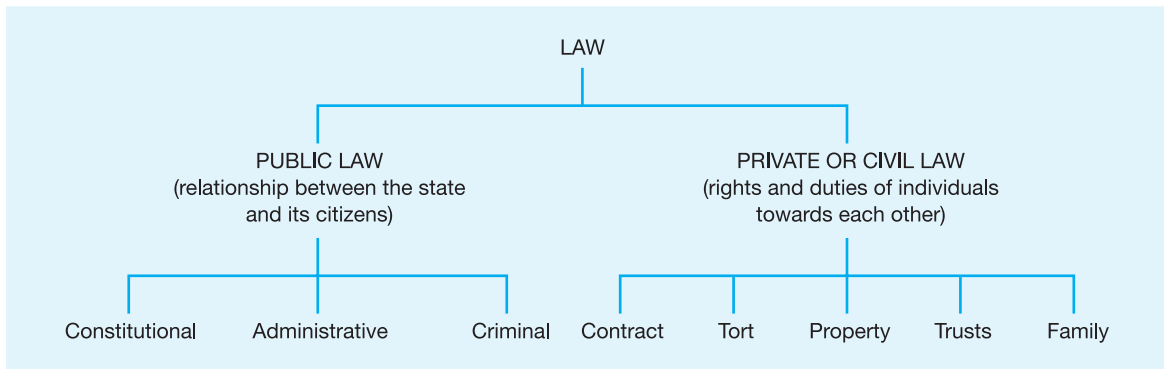 LAW
PUBLIC LAW
(relationship between the state
and its citizens)
PRIVATE OR CIVIL LAW
(rights and duties of individuals
towards each other)
Constitutional
Administrative
Criminal
Contract
Tort
Property
Trusts
Family